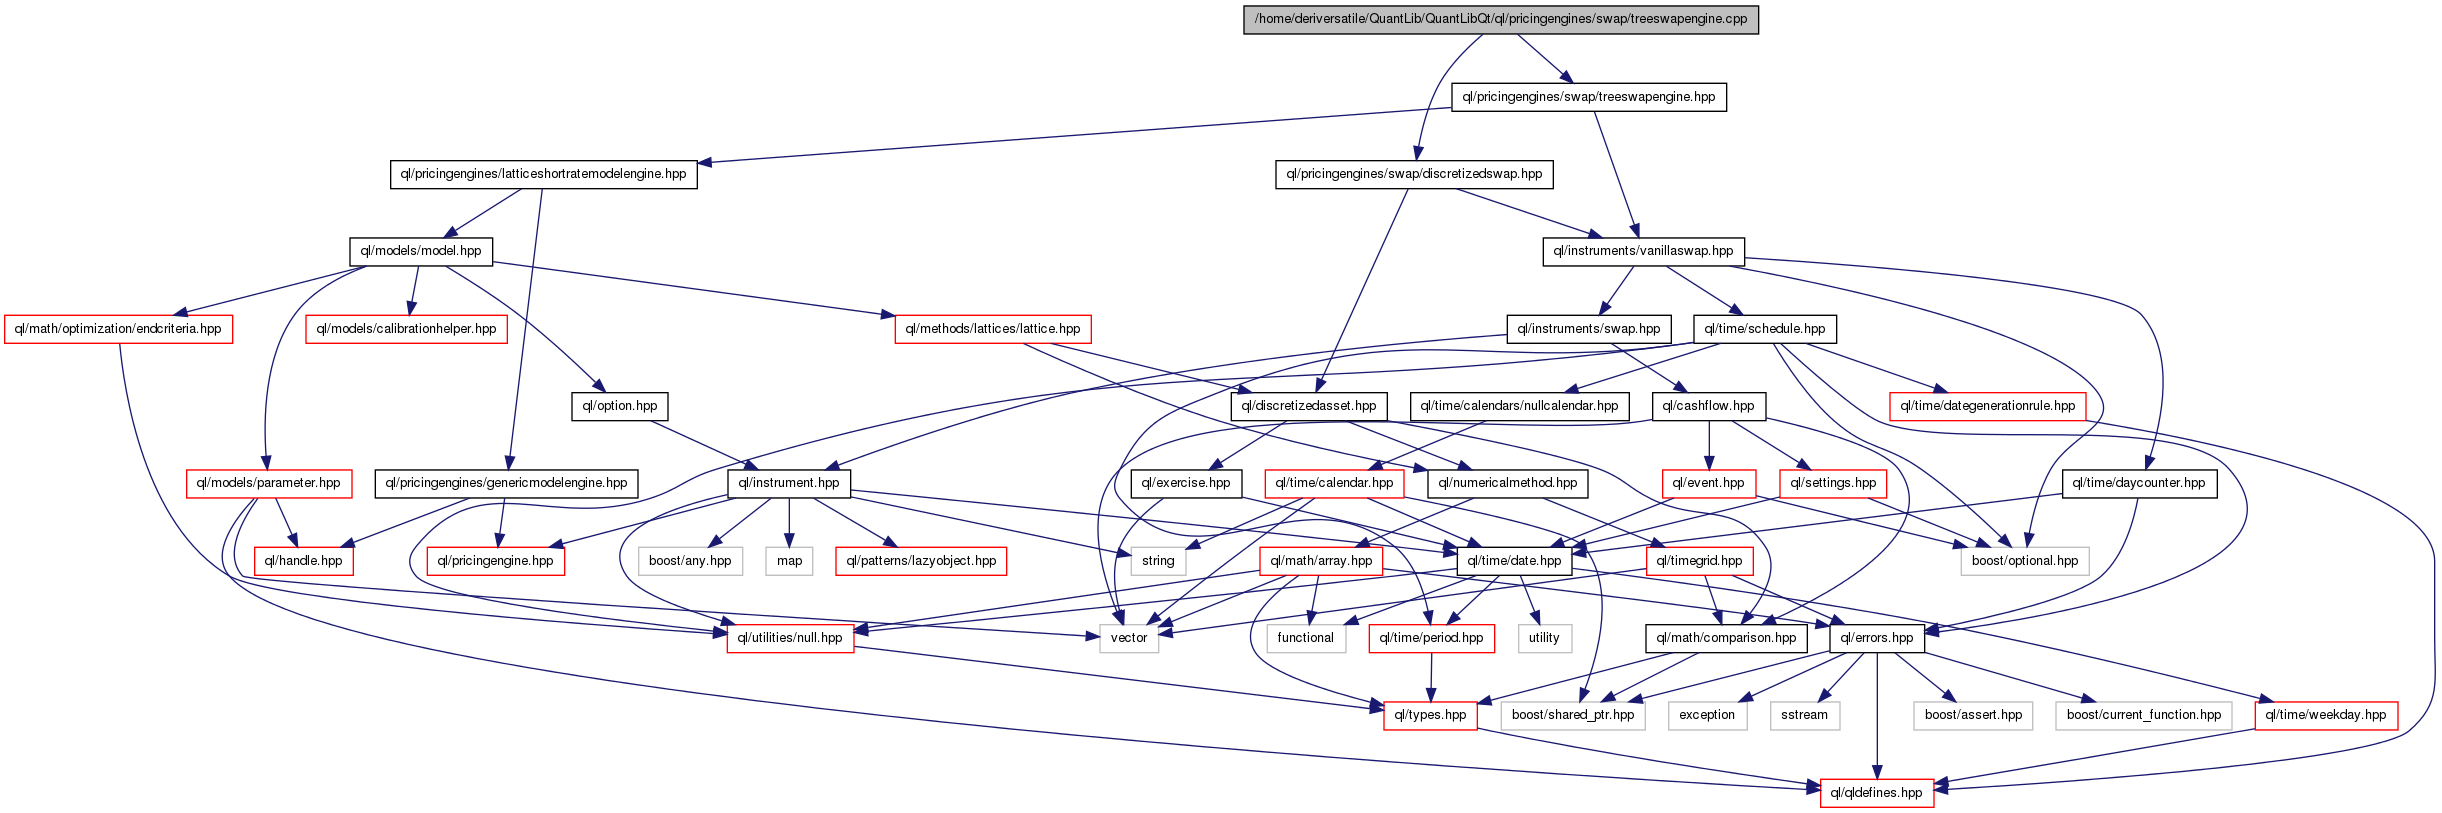 /home/deriversatile/QuantLib/QuantLibQt/ql/pricingengines/swap/treeswapengine.cpp
ql/pricingengines/swap/treeswapengine.hpp
ql/pricingengines/latticeshortratemodelengine.hpp
ql/pricingengines/swap/discretizedswap.hpp
ql/models/model.hpp
ql/instruments/vanillaswap.hpp
ql/math/optimization/endcriteria.hpp
ql/models/calibrationhelper.hpp
ql/methods/lattices/lattice.hpp
ql/instruments/swap.hpp
ql/time/schedule.hpp
ql/option.hpp
ql/discretizedasset.hpp
ql/time/calendars/nullcalendar.hpp
ql/cashflow.hpp
ql/time/dategenerationrule.hpp
ql/models/parameter.hpp
ql/pricingengines/genericmodelengine.hpp
ql/instrument.hpp
ql/exercise.hpp
ql/time/calendar.hpp
ql/numericalmethod.hpp
ql/event.hpp
ql/settings.hpp
ql/time/daycounter.hpp
ql/handle.hpp
ql/pricingengine.hpp
boost/any.hpp
map
ql/patterns/lazyobject.hpp
string
ql/math/array.hpp
ql/time/date.hpp
ql/timegrid.hpp
boost/optional.hpp
ql/utilities/null.hpp
vector
functional
ql/time/period.hpp
utility
ql/math/comparison.hpp
ql/errors.hpp
ql/types.hpp
boost/shared_ptr.hpp
exception
sstream
boost/assert.hpp
boost/current_function.hpp
ql/time/weekday.hpp
ql/qldefines.hpp